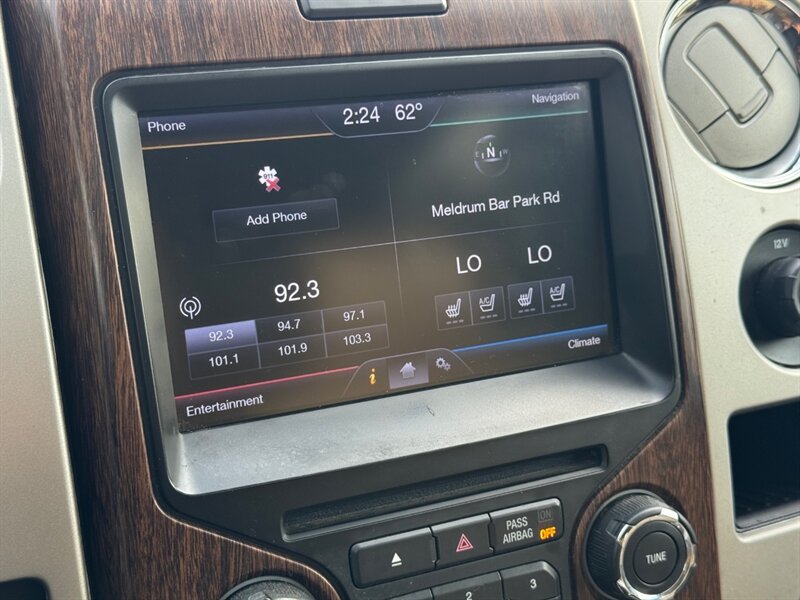 Phone
2:24 62°
Navigation
E N W
Add Phone
Meldrum Bar Park Rd
92.3
LO LO
92.3 94.7 97.1
101.1 101.9 103.3
A/C A/C
i
Entertainment
Climate
12V
PASS AIRBAG
ON
OFF
TUNE
2 3